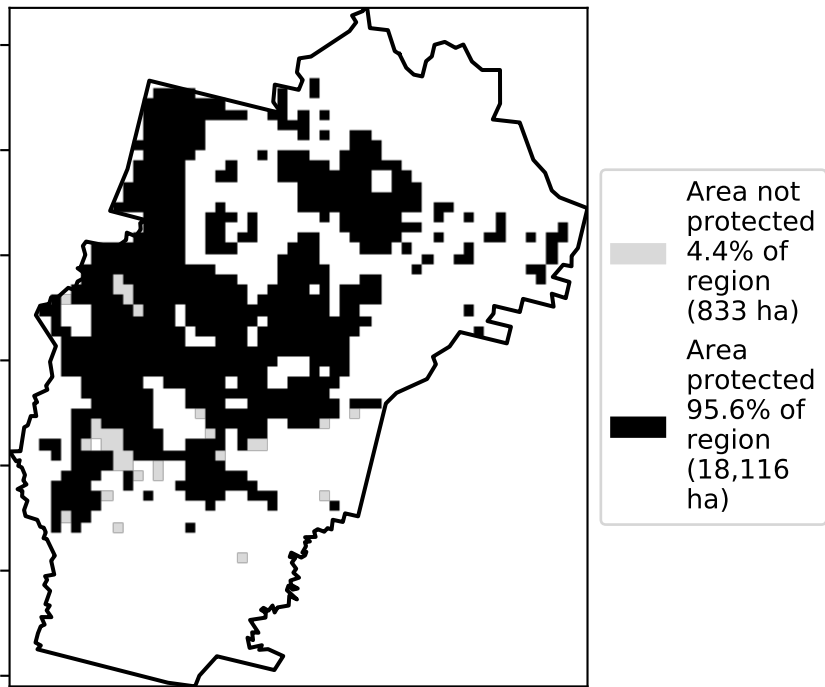 Area not
protected
4.4% of
region
(833 ha)
Area
protected
95.6% of
region
(18,116
ha)